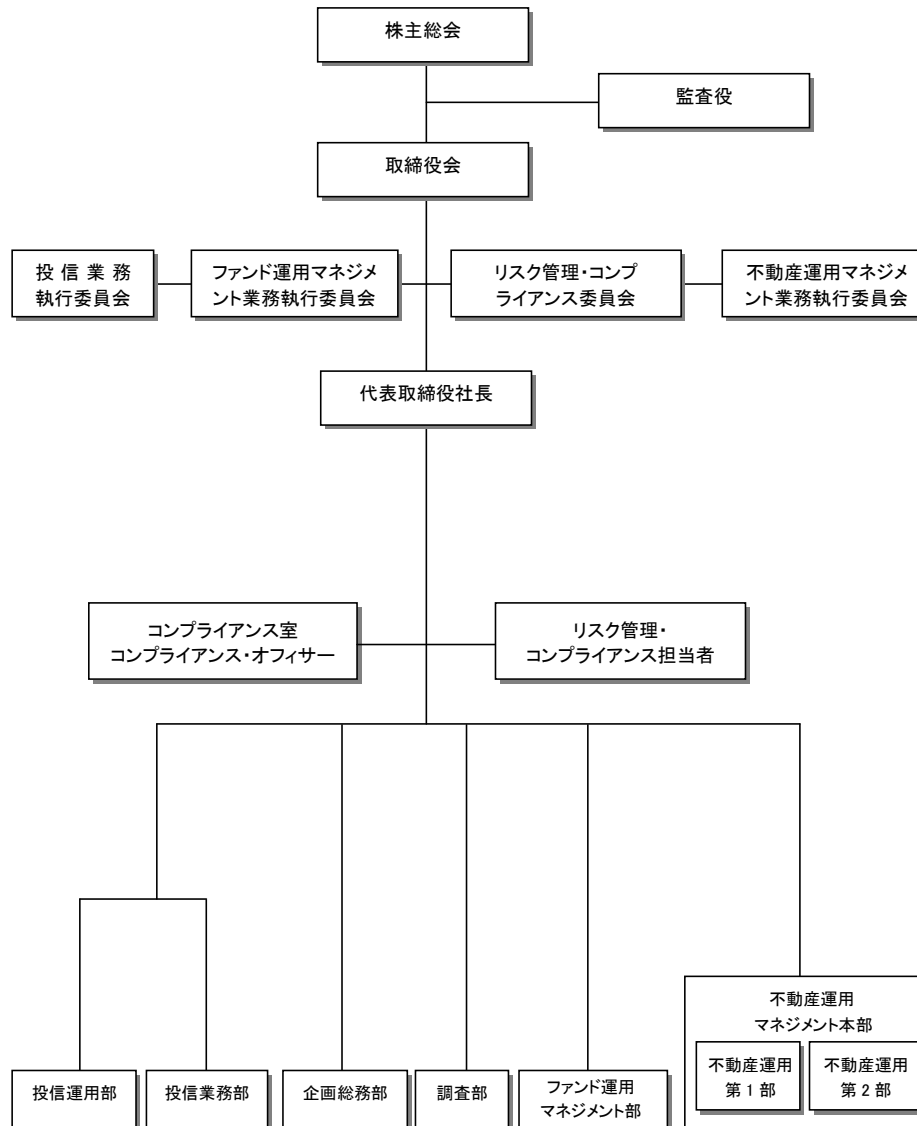 株主総会
監査役
取締役会
投信業務
執行委員会
ファンド運用マネジメ
ント業務執行委員会
リスク管理・コンプ
ライアンス委員会
不動産運用マネジメ
ント業務執行委員会
代表取締役社長
コンプライアンス室
コンプライアンス・オフィサー
リスク管理・
コンプライアンス担当者
投信運用部
投信業務部
企画総務部
調査部
ファンド運用
マネジメント部
不動産運用
マネジメント本部
不動産運用
第1部
不動産運用
第2部